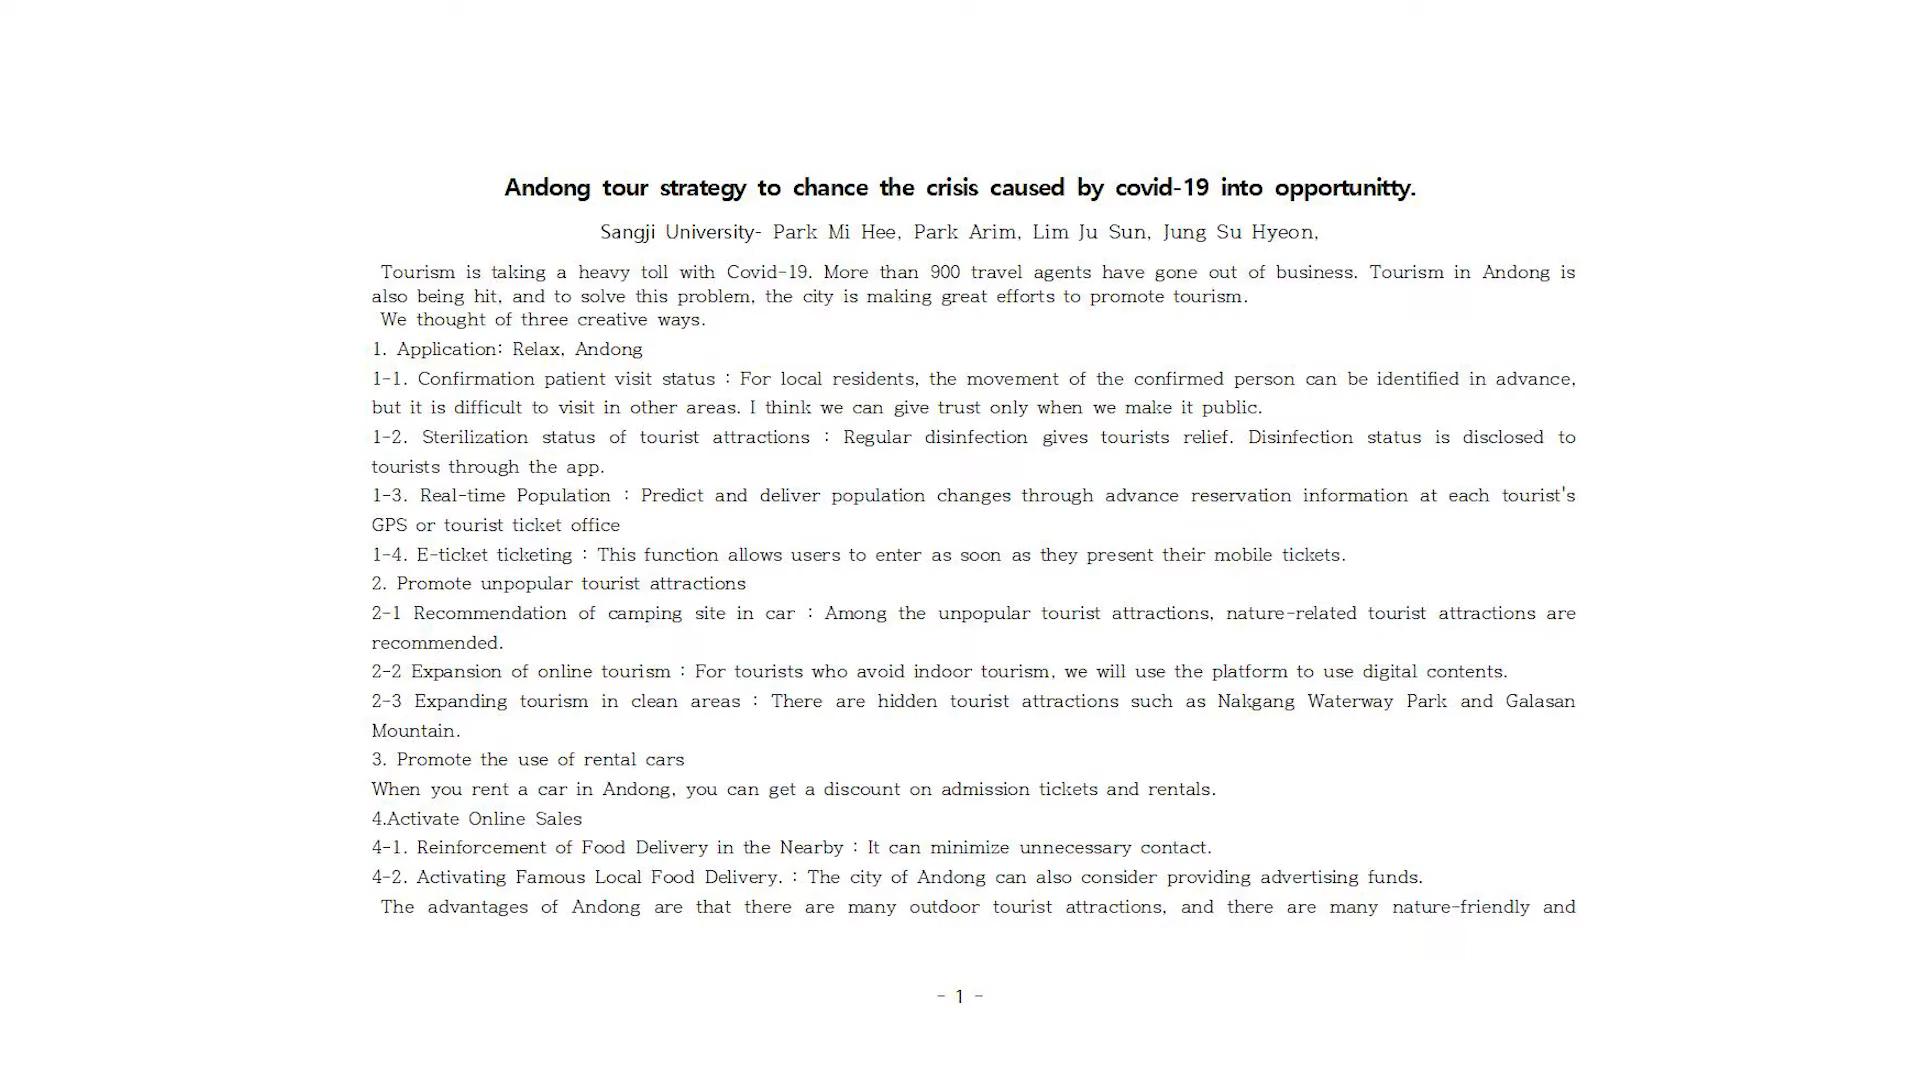 Andong tour strategy to chance the crisis caused by covid-19 into opportunitty.
Sangji University- Park Mi Hee, Park Arim, Lim Ju Sun, Jung Su Hyeon,
Tourism is taking a heavy toll with Covid-19. More than 900 travel agents have gone out of business. Tourism in Andong is
also being hit, and to solve this problem, the city is making great efforts to promote tourism.
We thought of three creative ways.
1. Application: Relax, Andong
1-1. Confirmation patient visit status : For local residents, the movement of the confirmed person can be identified in advance,
but it is difficult to visit in other areas. I think we can give trust only when we make it public.
1-2. Sterilization status of tourist attractions : Regular disinfection gives tourists relief. Disinfection status is disclosed to
tourists through the app.
1-3. Real-time Population : Predict and deliver population changes through advance reservation information at each tourist's
GPS or tourist ticket office
1-4. E-ticket ticketing : This function allows users to enter as soon as they present their mobile tickets.
2. Promote unpopular tourist attractions
2-1 Recommendation of camping site in car : Among the unpopular tourist attractions, nature-related tourist attractions are
recommended.
2-2 Expansion of online tourism : For tourists who avoid indoor tourism, we will use the platform to use digital contents.
2-3 Expanding tourism in clean areas : There are hidden tourist attractions such as Nakgang Waterway Park and Galasan
Mountain.
3. Promote the use of rental cars
When you rent a car in Andong, you can get a discount on admission tickets and rentals.
4.Activate Online Sales
4-1. Reinforcement of Food Delivery in the Nearby : It can minimize unnecessary contact.
4-2. Activating Famous Local Food Delivery. : The city of Andong can also consider providing advertising funds.
The advantages of Andong are that there are many outdoor tourist attractions, and there are many nature-friendly and
- 1 -